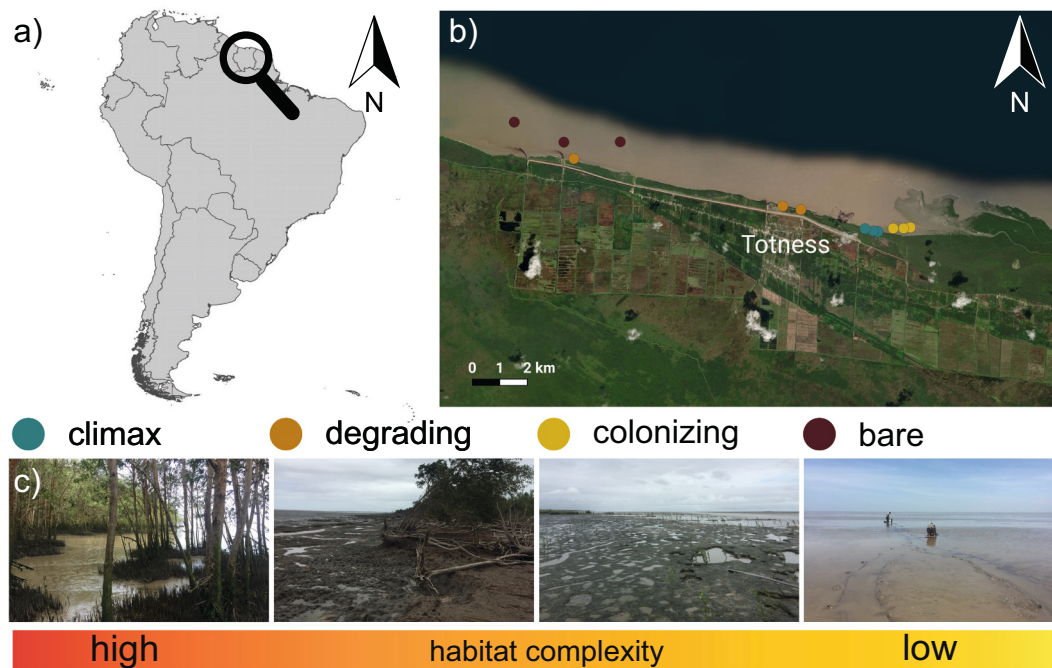 a)
N
b)
N
Totness
0 1 2 km
climax
degrading
colonizing
bare
c)
high
habitat complexity
low